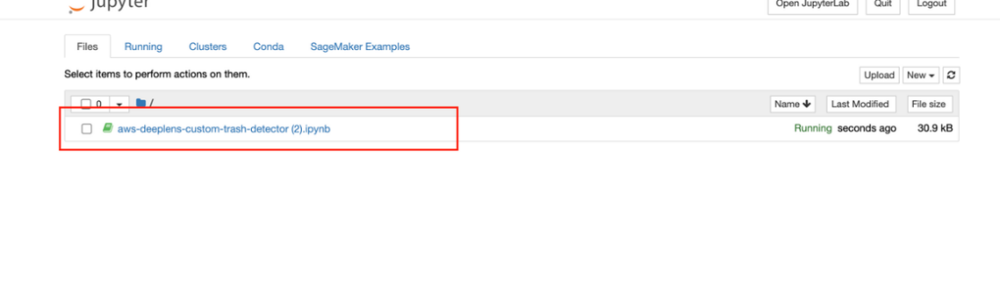 Jupyter
Open JupyterLab Quit Logout
Files Running Clusters Conda SageMaker Examples
Select items to perform actions on them.
Upload New
0 /
Name Last Modified File size
aws-deeplens-custom-trash-detector (2).ipynb
Running seconds ago 30.9 kB